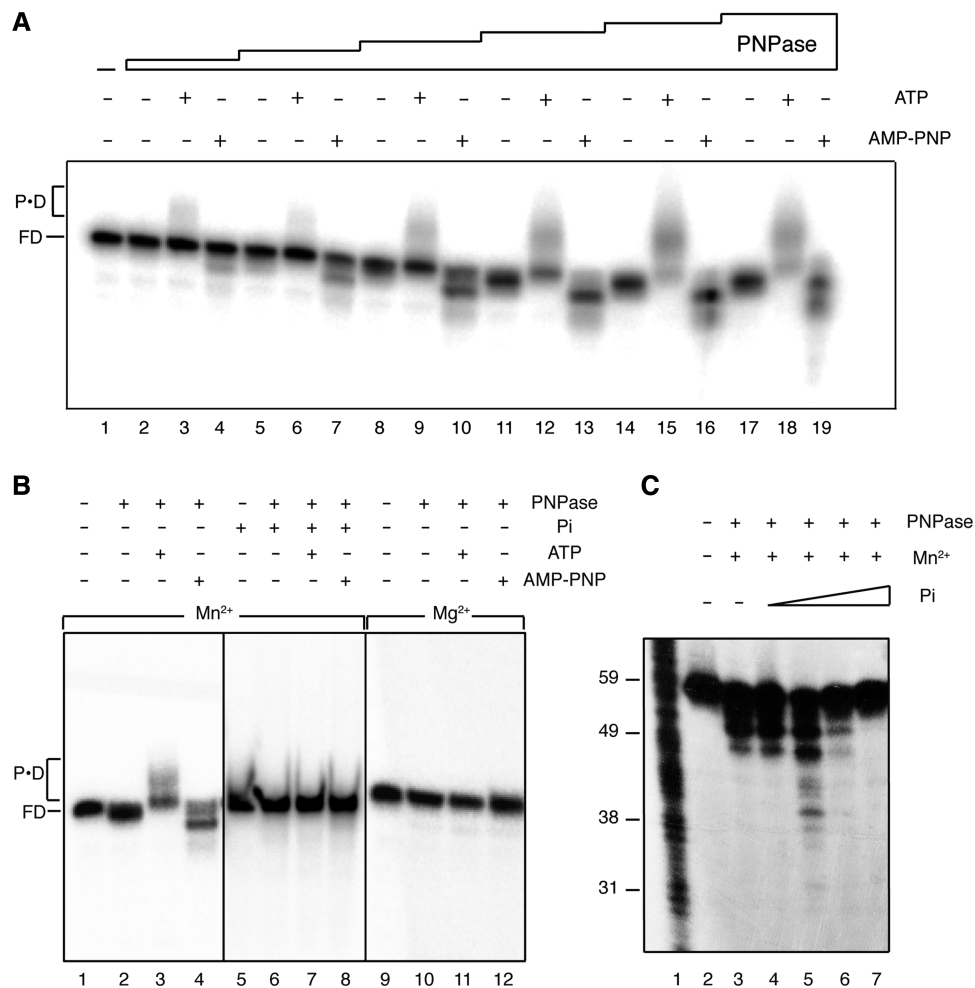 A
PNPase
– – + – – + – – + – – + – – + – – + – ATP
– – – + – – + – – + – – + – – + – – + AMP-PNP
P•D
FD
1 2 3 4 5 6 7 8 9 10 11 12 13 14 15 16 17 18 19
B
– + + + – + + + – + + + PNPase
– – – – + + + + – – – – Pi
– – + – – – + – – – + – ATP
– – – + – – – + – – – + AMP-PNP
Mn2+ Mg2+
P•D
FD
1 2 3 4 5 6 7 8 9 10 11 12
C
– + + + + + PNPase
– + + + + + Mn2+
– – Pi
59
49
38
31
1 2 3 4 5 6 7